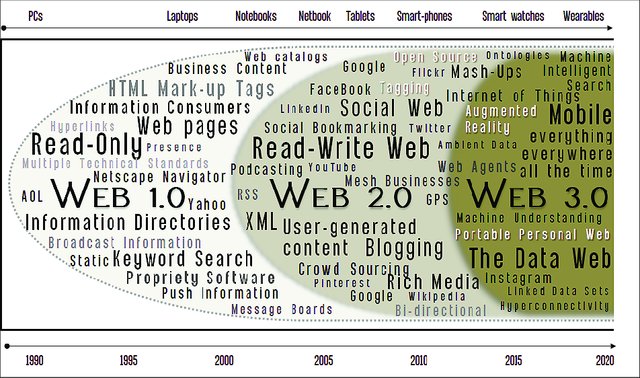 PCs Laptops Notebooks Netbook Tablets Smart-phones Smart watches Wearables
Web catalogs Open Source Ontologies Machine
Business Content Google Flickr Mash-Ups Intelligent
HTML Mark-up Tags FaceBook Tagging Search
Internet of Things
Information Consumers LinkedIn Social Web Augmented Mobile
Hyperlinks Web pages Social Bookmarking Twitter Reality everything
Read-Only Presence Read-Write Web Ambient Data everywhere
Multiple Technical Standards Podcasting YouTube Web Agents all the time
Netscape Navigator Mesh Businesses
AOL WEB 1.0 Yahoo RSS WEB 2.0 GPS WEB 3.0
Information Directories XML User-generated Machine Understanding
Broadcast Information content Blogging Portable Personal Web
Static Keyword Search Crowd Sourcing The Data Web
Propriety Software Pinterest Rich Media Instagram
Push Information Google Wikipedia Linked Data Sets
Message Boards Bi-directional Hyperconnectivity
1990 1995 2000 2005 2010 2015 2020